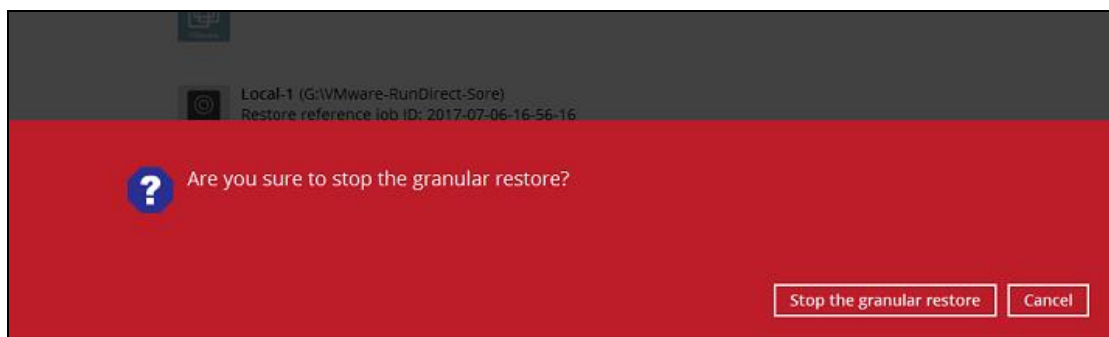 Local-1 (G:\VMware-RunDirect-Sore)
Restore reference job ID: 2017-07-06-16-56-16
Are you sure to stop the granular restore?
Stop the granular restore
Cancel